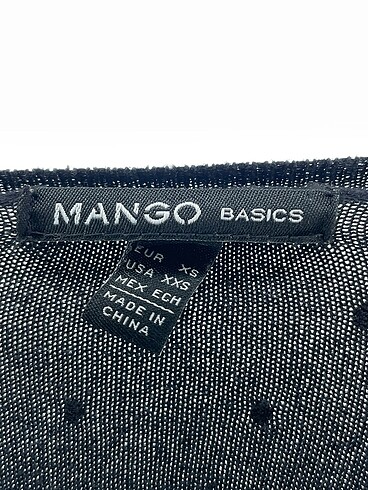 MANGO BASICS
EUR XS
USA XXS
MEX ECH
MADE IN
CHINA